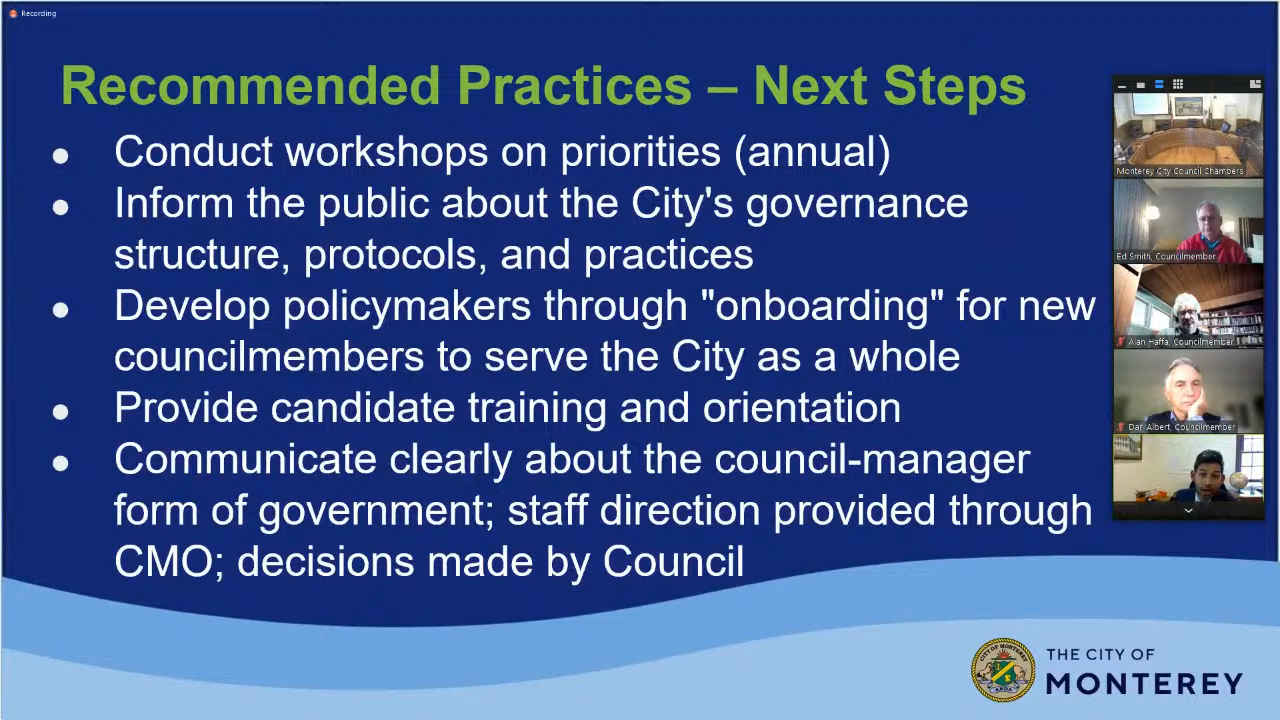 Recording
Recommended Practices – Next Steps
● Conduct workshops on priorities (annual)
● Inform the public about the City's governance
structure, protocols, and practices
● Develop policymakers through "onboarding" for new
councilmembers to serve the City as a whole
● Provide candidate training and orientation
● Communicate clearly about the council-manager
form of government; staff direction provided through
CMO; decisions made by Council
Monterey City Council Chambers
Ed Smith, Councilmember
Alan Haffa, Councilmember
Dan Albert, Councilmember
CITY OF MONTEREY
THE CITY OF
MONTEREY